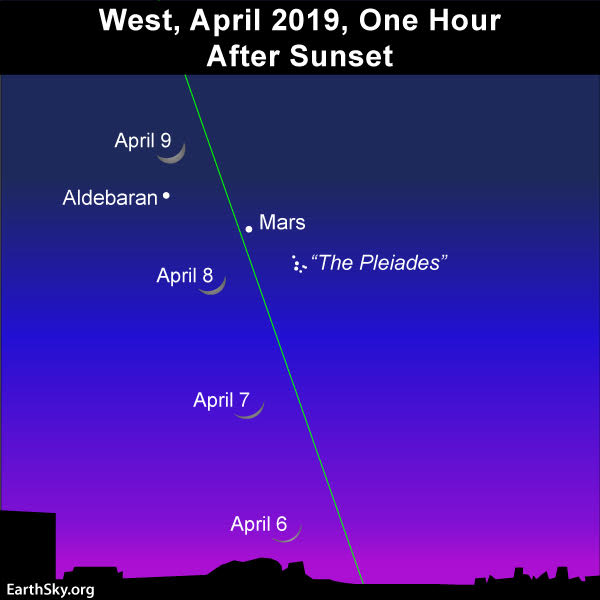 West, April 2019, One Hour
After Sunset
April 9
Aldebaran
Mars
“The Pleiades”
April 8
April 7
April 6
EarthSky.org